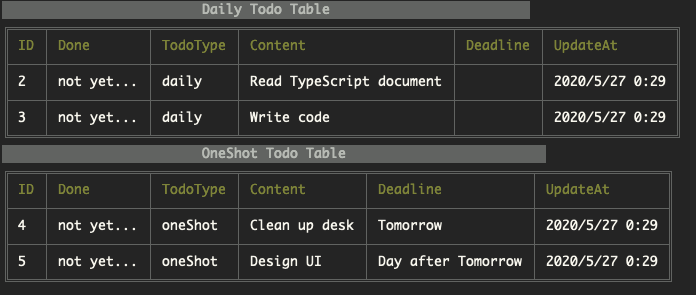 Daily Todo Table
ID Done TodoType Content Deadline UpdateAt
2 not yet... daily Read TypeScript document 2020/5/27 0:29
3 not yet... daily Write code 2020/5/27 0:29
OneShot Todo Table
ID Done TodoType Content Deadline UpdateAt
4 not yet... oneShot Clean up desk Tomorrow 2020/5/27 0:29
5 not yet... oneShot Design UI Day after Tomorrow 2020/5/27 0:29